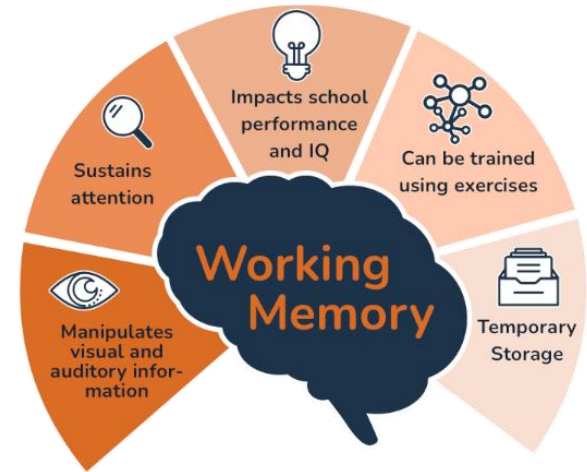 Manipulates
visual and
auditory infor-
mation
Sustains
attention
Impacts school
performance
and IQ
Can be trained
using exercises
Temporary
Storage
Working
Memory